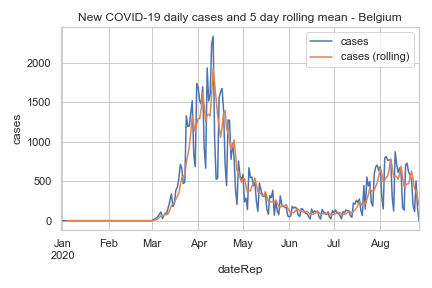 New COVID-19 daily cases and 5 day rolling mean - Belgium
cases
cases (rolling)
cases
2000
1500
1000
500
0
Jan
2020
Feb
Mar
Apr
May
Jun
Jul
Aug
dateRep